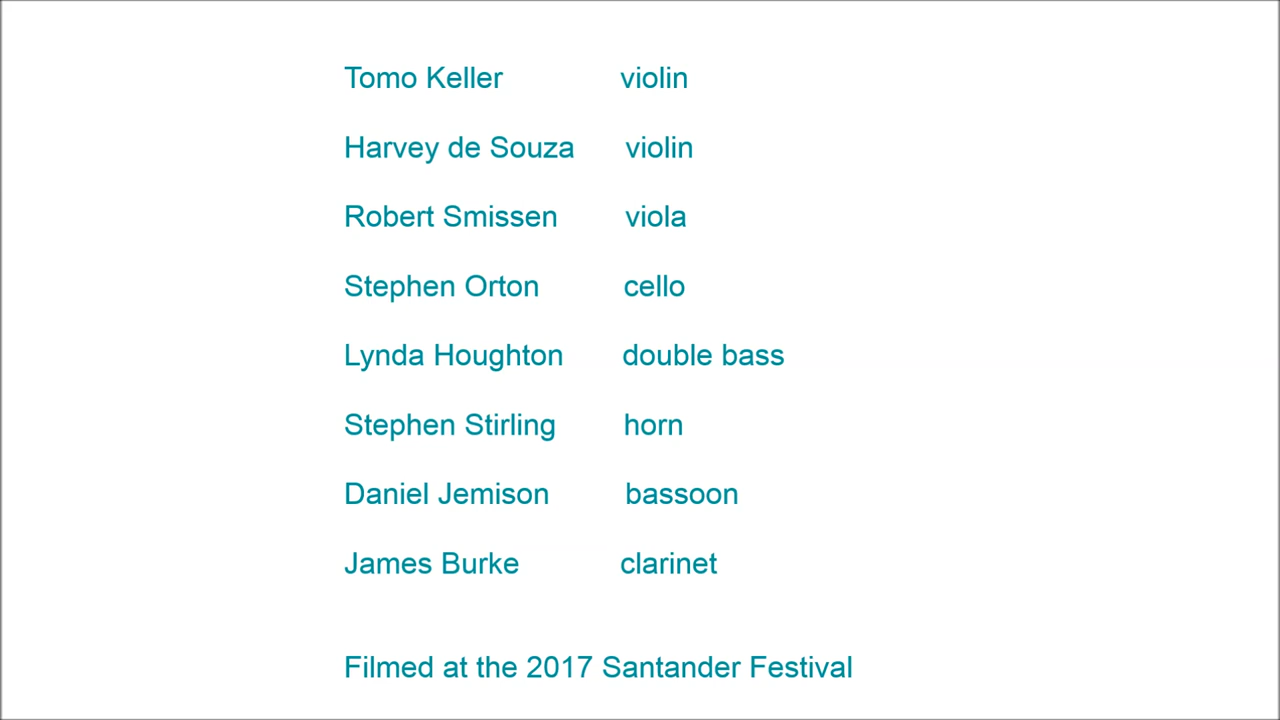 Tomo Keller violin
Harvey de Souza violin
Robert Smissen viola
Stephen Orton cello
Lynda Houghton double bass
Stephen Stirling horn
Daniel Jemison bassoon
James Burke clarinet
Filmed at the 2017 Santander Festival